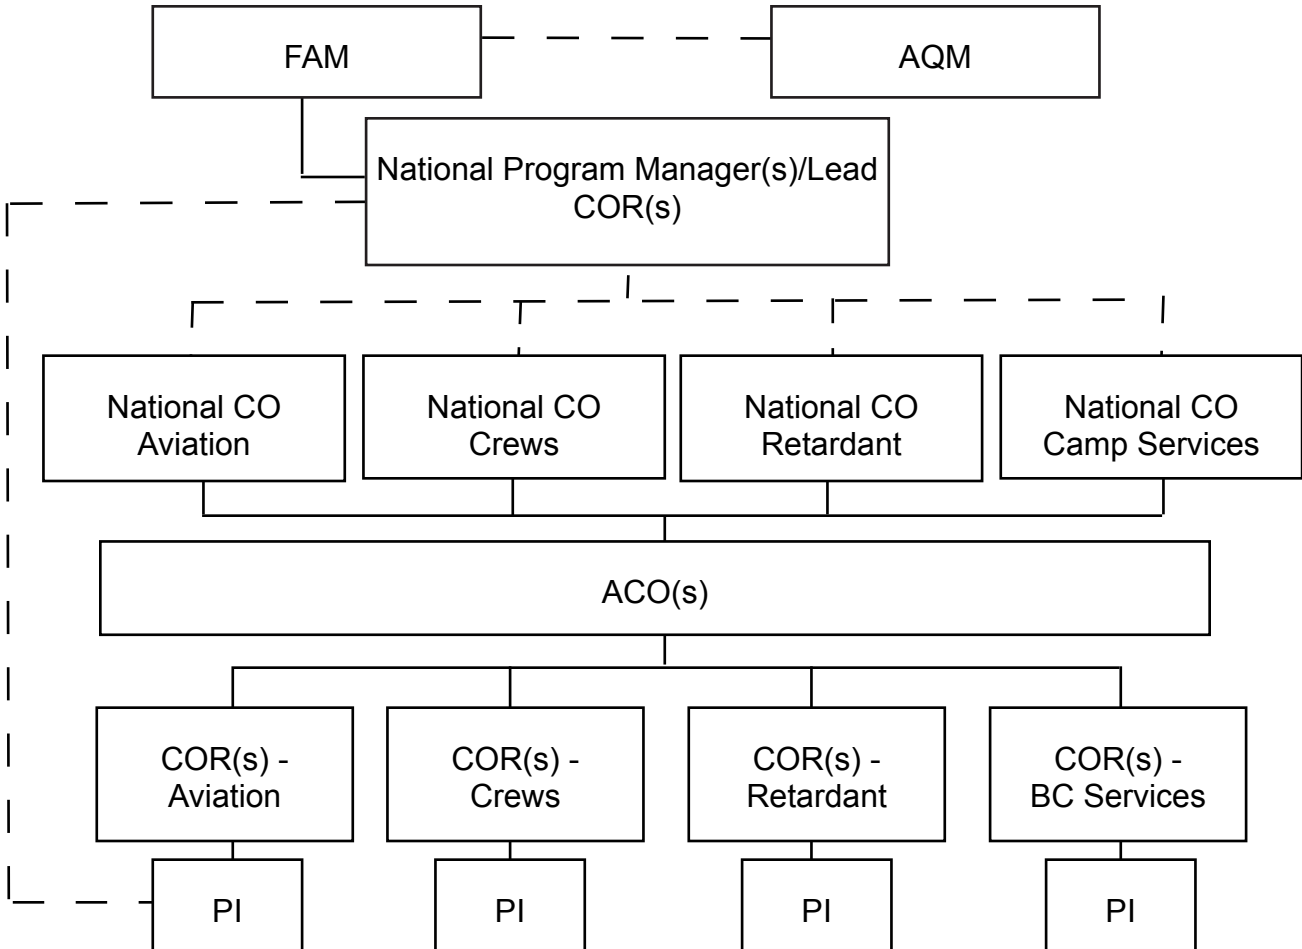 FAM
AQM
National Program Manager(s)/Lead
COR(s)
National CO
Aviation
National CO
Crews
National CO
Retardant
National CO
Camp Services
ACO(s)
COR(s) -
Aviation
COR(s) -
Crews
COR(s) -
Retardant
COR(s) -
BC Services
PI
PI
PI
PI